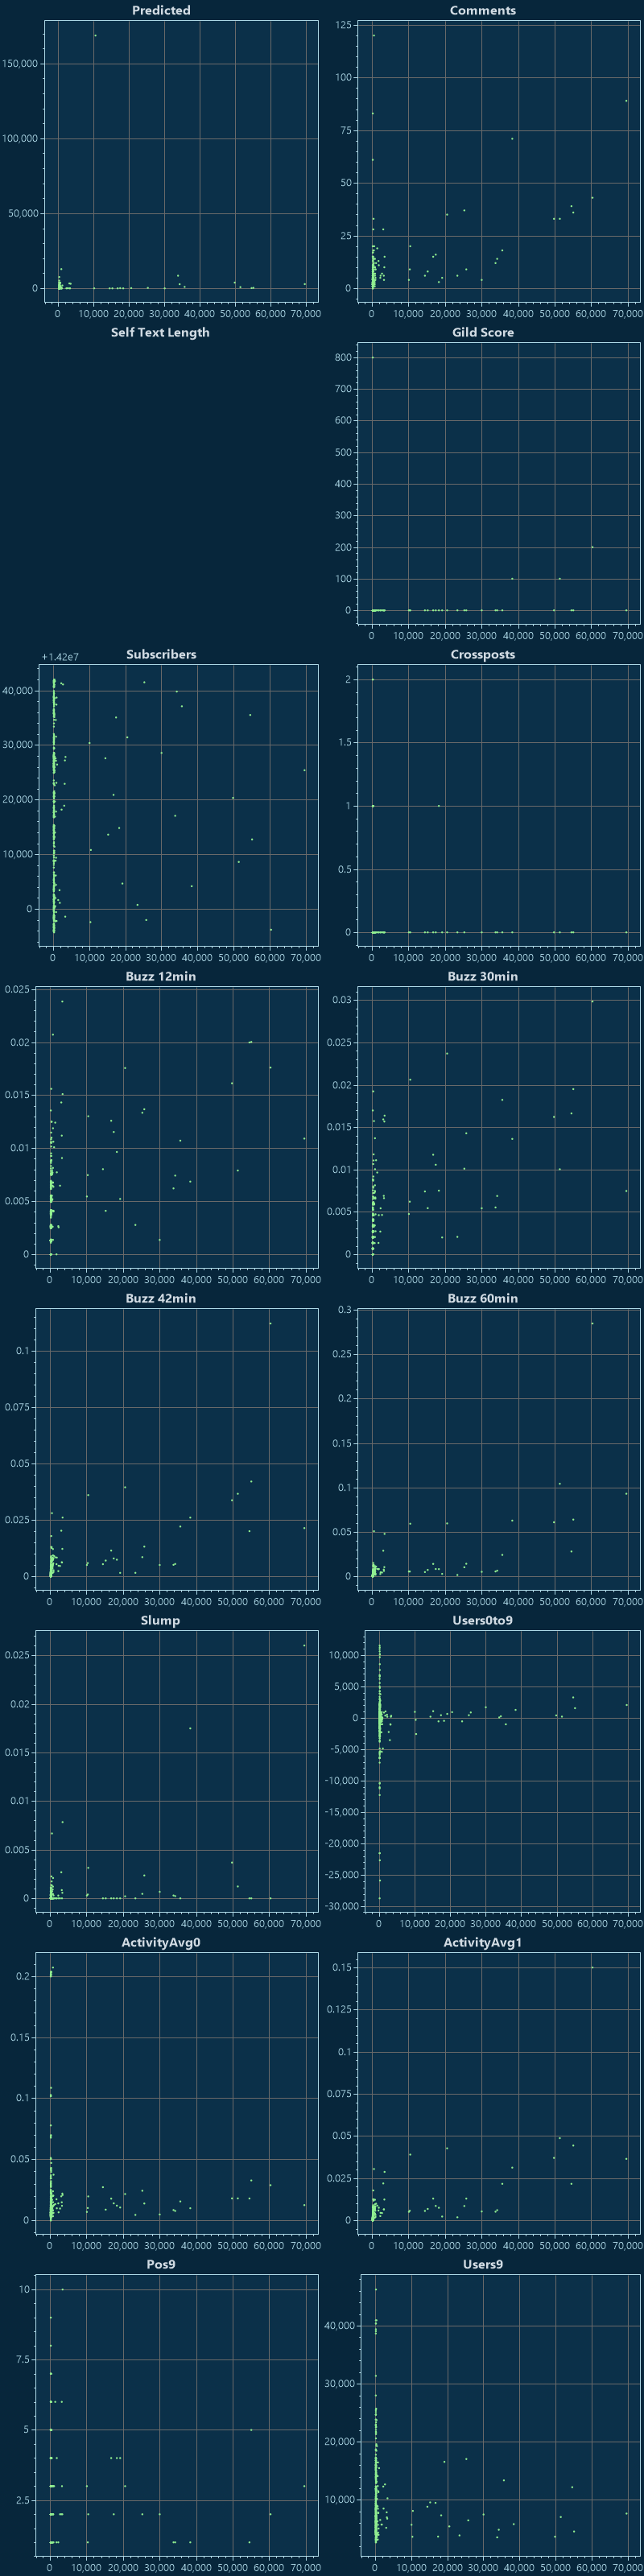 Predicted
150,000
100,000
50,000
0
0 10,000 20,000 30,000 40,000 50,000 60,000 70,000
Comments
125
100
75
50
25
0
0 10,000 20,000 30,000 40,000 50,000 60,000 70,000
Self Text Length
Gild Score
800
700
600
500
400
300
200
100
0
0 10,000 20,000 30,000 40,000 50,000 60,000 70,000
Subscribers
+1.42e7
40,000
30,000
20,000
10,000
0
0 10,000 20,000 30,000 40,000 50,000 60,000 70,000
Crossposts
2
1.5
1
0.5
0
0 10,000 20,000 30,000 40,000 50,000 60,000 70,000
Buzz 12min
0.025
0.02
0.015
0.01
0.005
0
0 10,000 20,000 30,000 40,000 50,000 60,000 70,000
Buzz 30min
0.03
0.025
0.02
0.015
0.01
0.005
0
0 10,000 20,000 30,000 40,000 50,000 60,000 70,000
Buzz 42min
0.1
0.075
0.05
0.025
0
0 10,000 20,000 30,000 40,000 50,000 60,000 70,000
Buzz 60min
0.3
0.25
0.2
0.15
0.1
0.05
0
0 10,000 20,000 30,000 40,000 50,000 60,000 70,000
Slump
0.025
0.02
0.015
0.01
0.005
0
0 10,000 20,000 30,000 40,000 50,000 60,000 70,000
Users0to9
10,000
5,000
0
-5,000
-10,000
-15,000
-20,000
-25,000
-30,000
0 10,000 20,000 30,000 40,000 50,000 60,000 70,000
ActivityAvg0
0.2
0.15
0.1
0.05
0
0 10,000 20,000 30,000 40,000 50,000 60,000 70,000
ActivityAvg1
0.15
0.125
0.1
0.075
0.05
0.025
0
0 10,000 20,000 30,000 40,000 50,000 60,000 70,000
Pos9
10
7.5
5
2.5
0 10,000 20,000 30,000 40,000 50,000 60,000 70,000
Users9
40,000
30,000
20,000
10,000
0 10,000 20,000 30,000 40,000 50,000 60,000 70,000